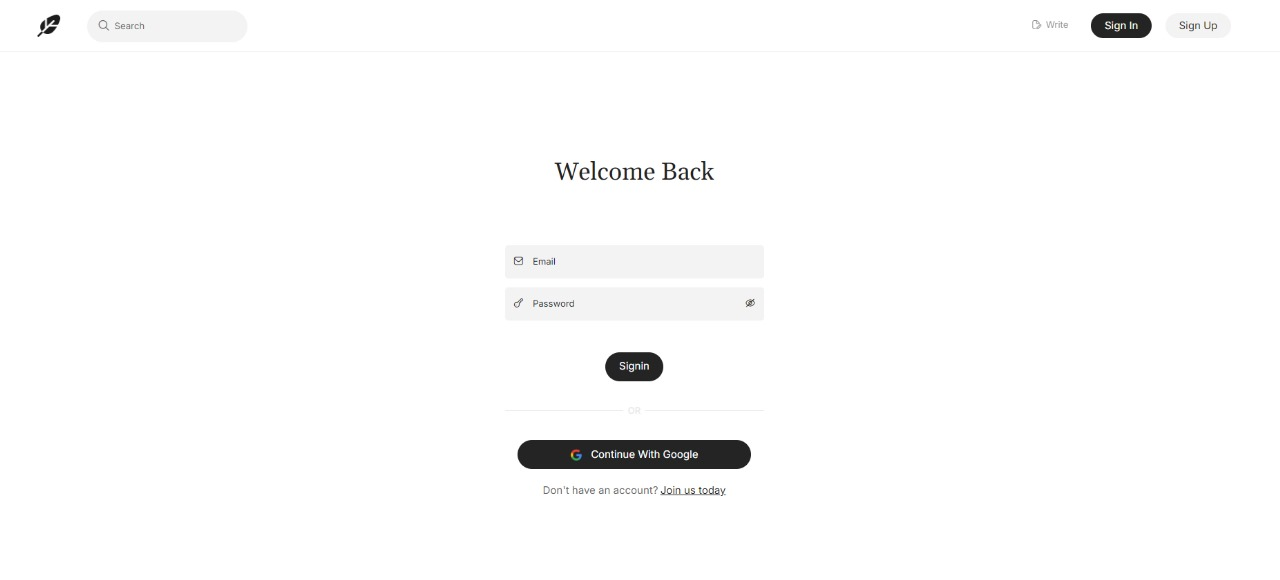 Search
Write
Sign In
Sign Up
Welcome Back
Email
Password
Signin
OR
Continue With Google
Don't have an account? Join us today